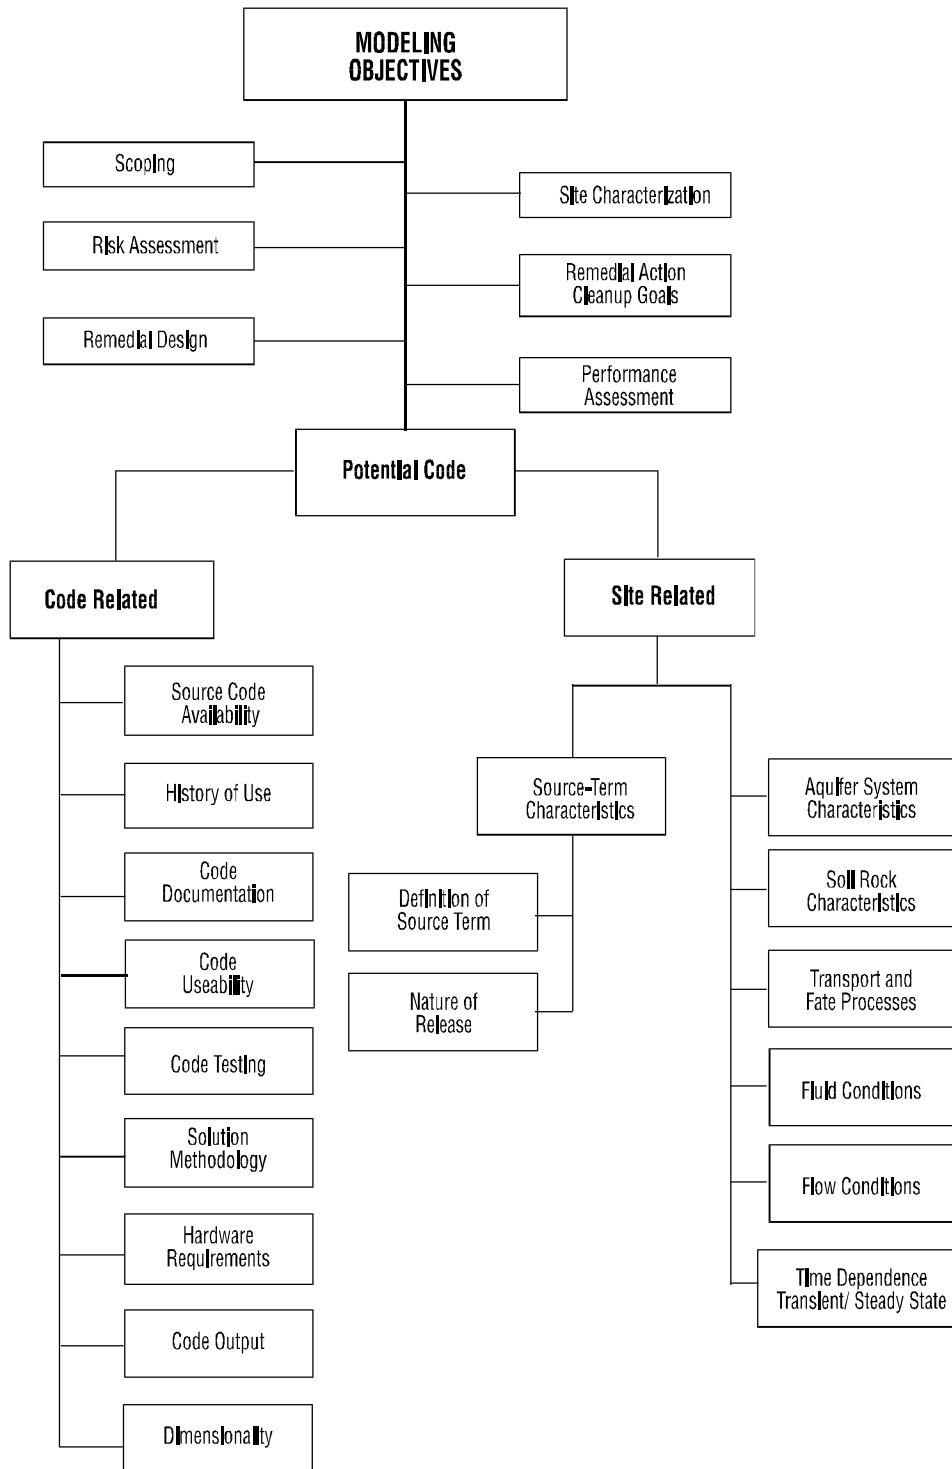 MODELING
OBJECTIVES
Scoping
Site Characterization
Risk Assessment
Remedial Action
Cleanup Goals
Remedial Design
Performance
Assessment
Potential Code
Code Related
Site Related
Source Code
Availability
History of Use
Code
Documentation
Code
Useability
Code Testing
Solution
Methodology
Hardware
Requirements
Code Output
Dimensionality
Source-Term
Characteristics
Definition of
Source Term
Nature of
Release
Aquifer System
Characteristics
Soil Rock
Characteristics
Transport and
Fate Processes
Fluid Conditions
Flow Conditions
Time Dependence
Transient/ Steady State